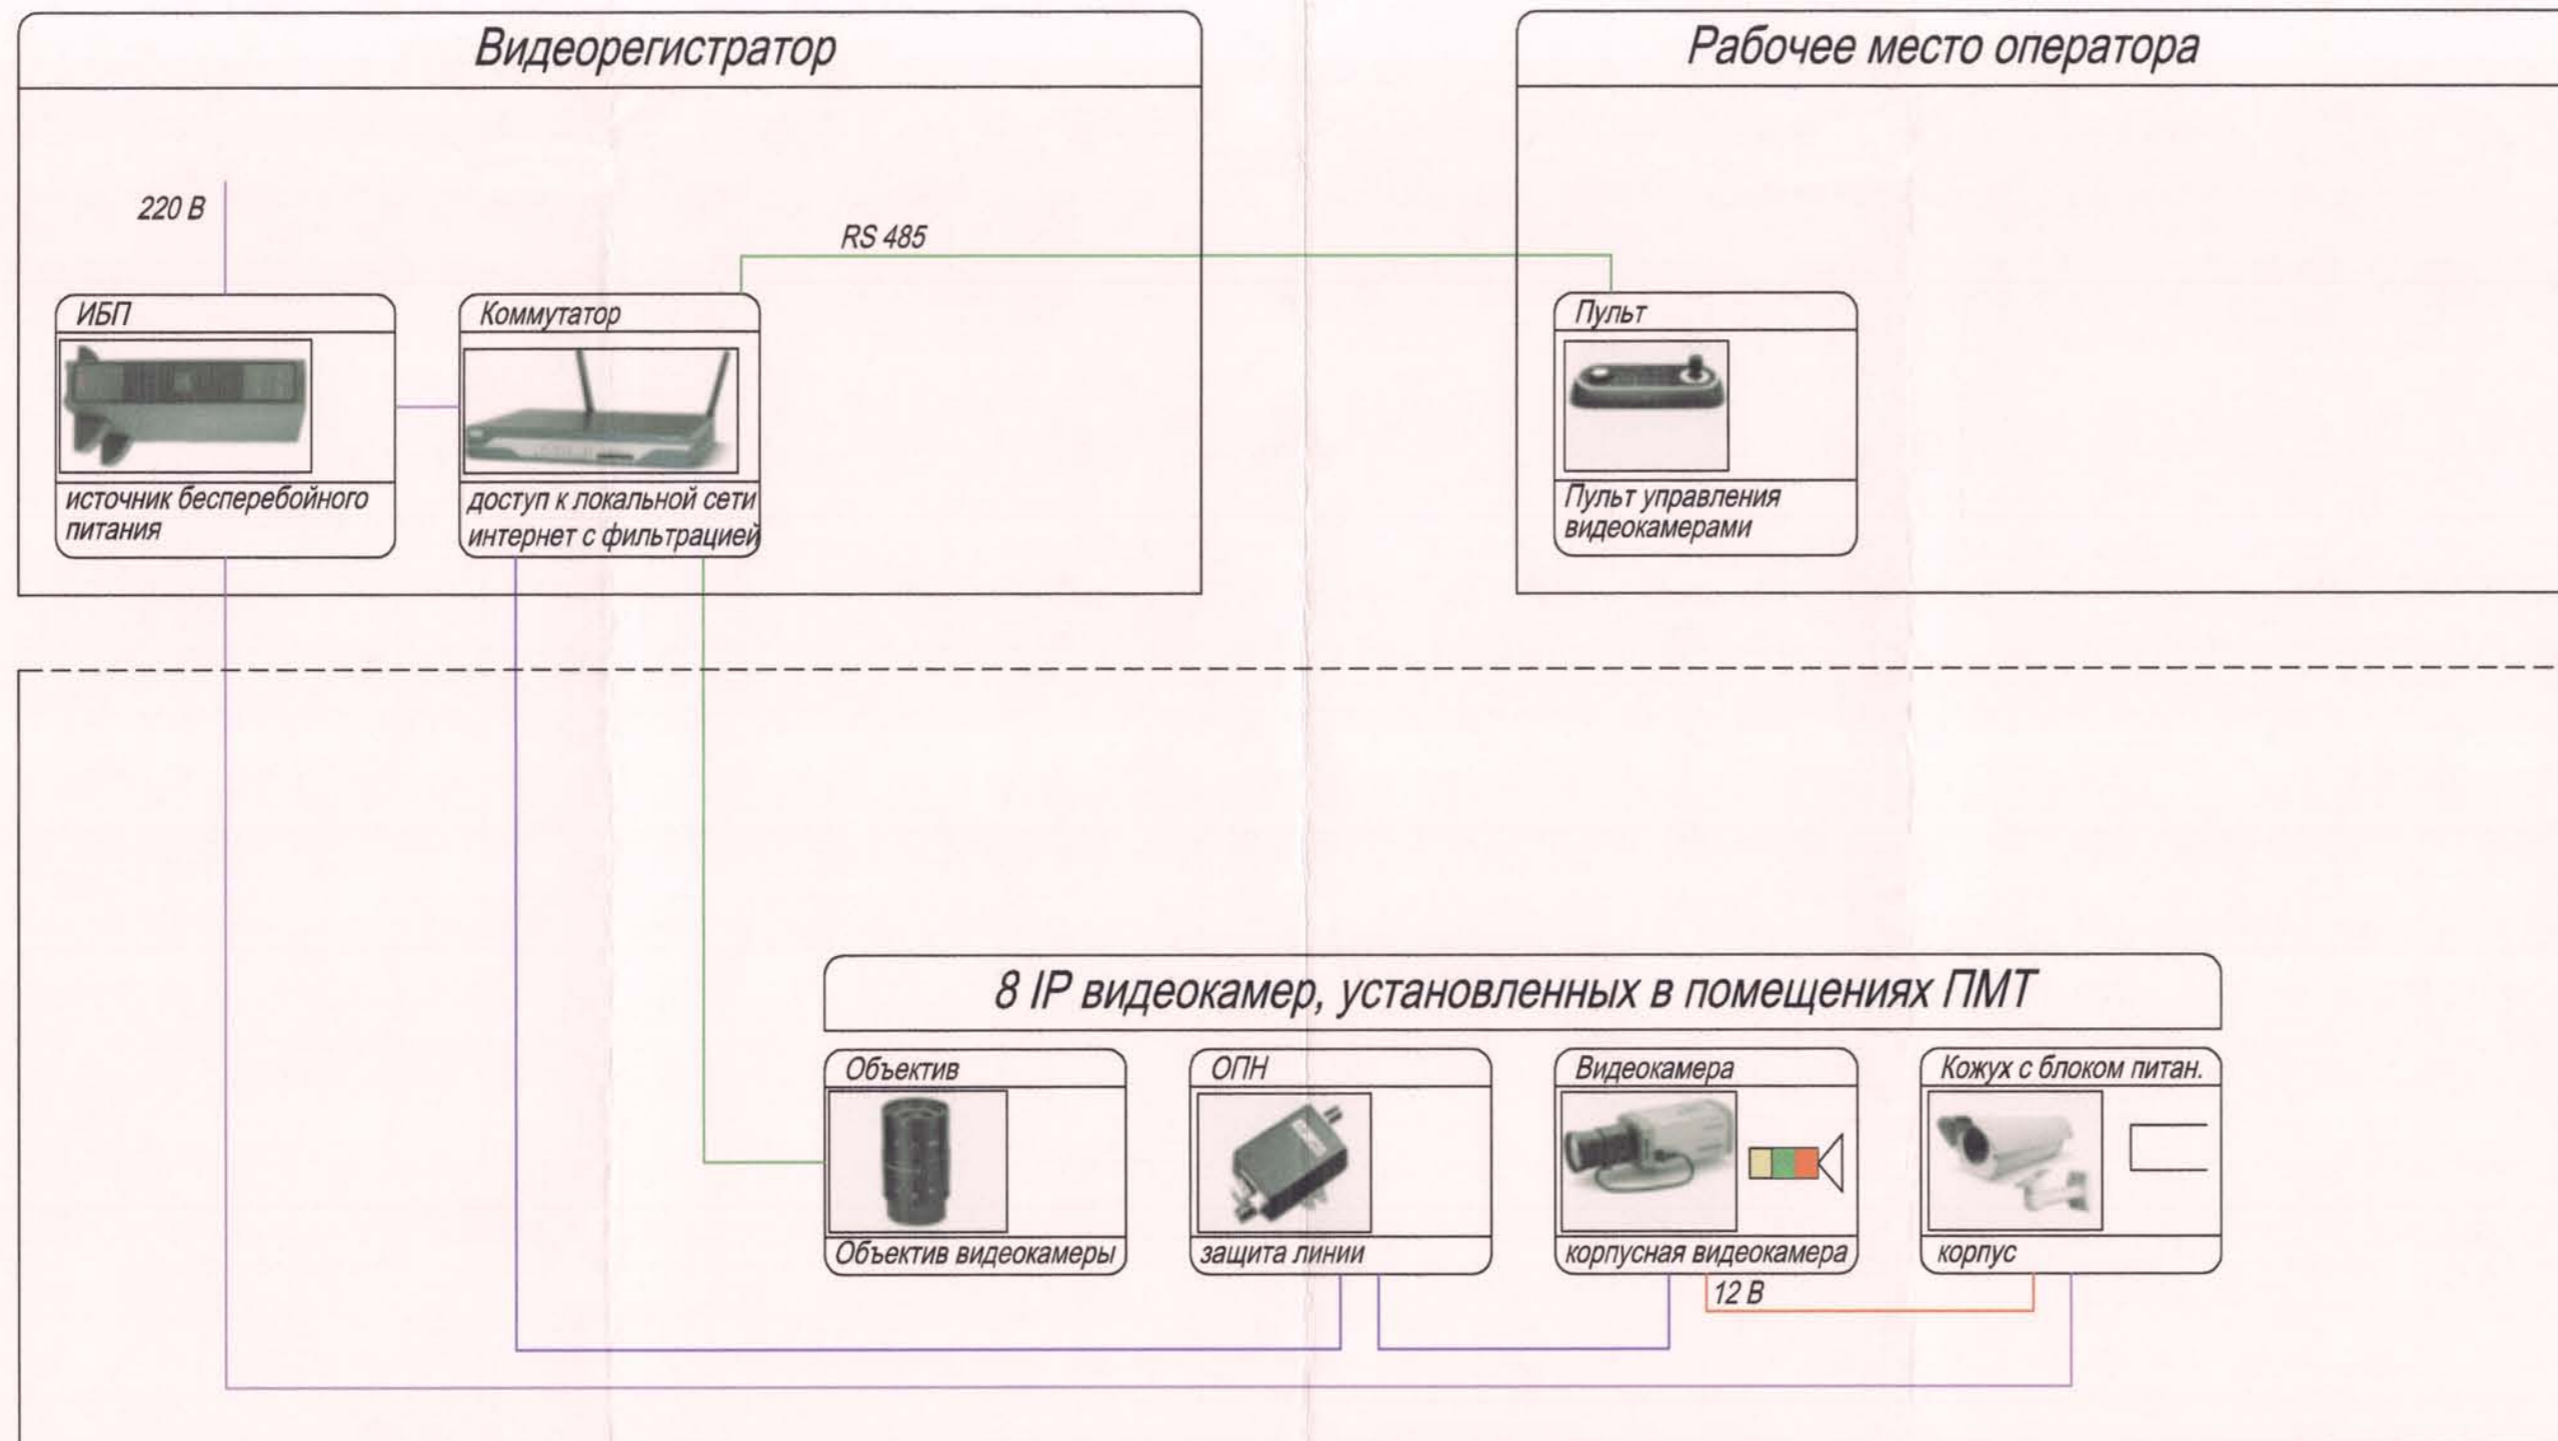 Видеорегистратор
Рабочее место оператора
220 В
RS 485
ИБП
Коммутатор
Пульт
источник бесперебойного
питания
доступ к локальной сети
интернет с фильтрацией
Пульт управления
видеокамерами
8 IP видеокамер, установленных в помещениях ПМТ
Объектив
ОПН
Видеокамера
Кожух с блоком питан.
Объектив видеокамеры
защита линии
корпусная видеокамера
корпус
12 В